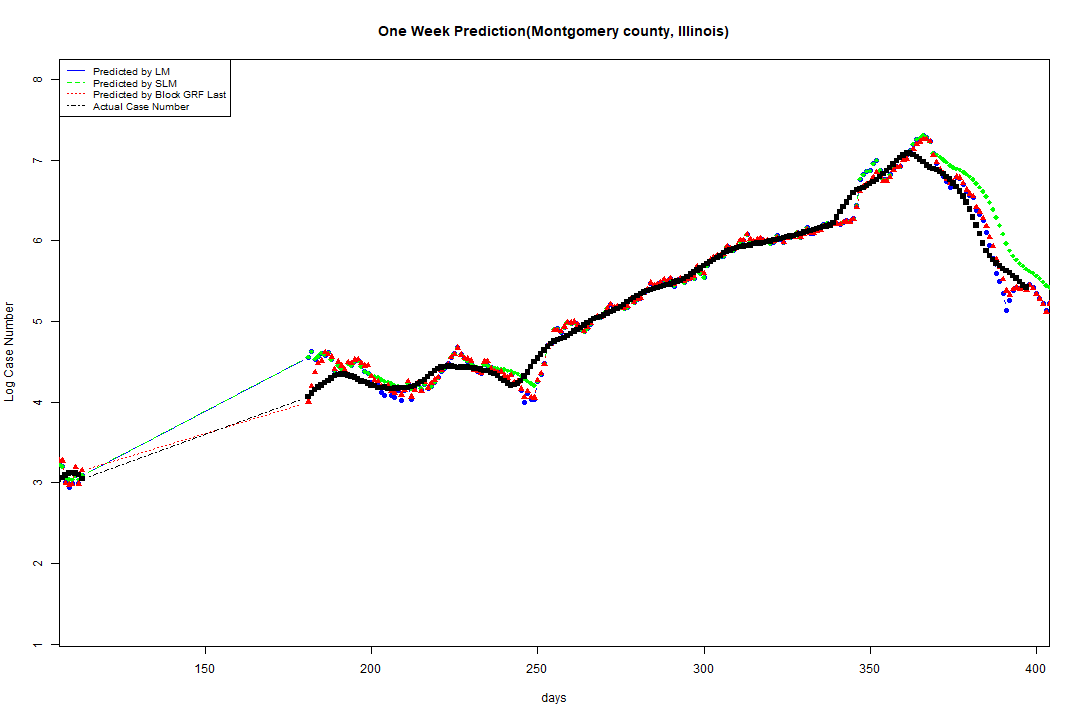 One Week Prediction(Montgomery county, Illinois)
Predicted by LM
Predicted by SLM
Predicted by Block GRF Last
Actual Case Number
8
7
6
5
4
3
2
1
Log Case Number
150 200 250 300 350 400
days